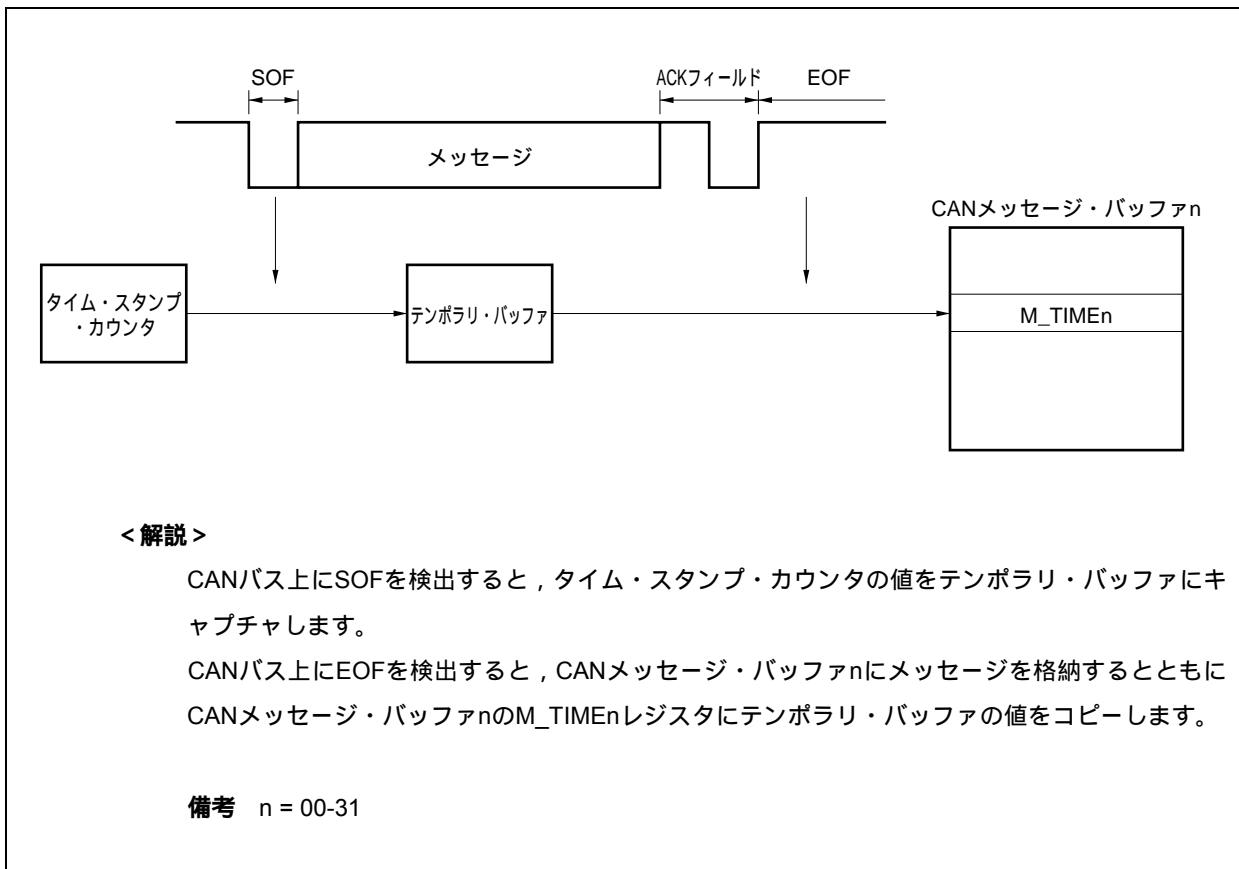 SOF
ACKフィールド
EOF
メッセージ
CANメッセージ・バッファn
タイム・スタンプ
・カウンタ
テンポラリ・バッファ
M_TIMEn
＜解説＞
CANバス上にSOFを検出すると，タイム・スタンプ・カウンタの値をテンポラリ・バッファにキ
ャプチャします。
CANバス上にEOFを検出すると，CANメッセージ・バッファnにメッセージを格納するとともに
CANメッセージ・バッファnのM_TIMEnレジスタにテンポラリ・バッファの値をコピーします。
備考　n = 00-31